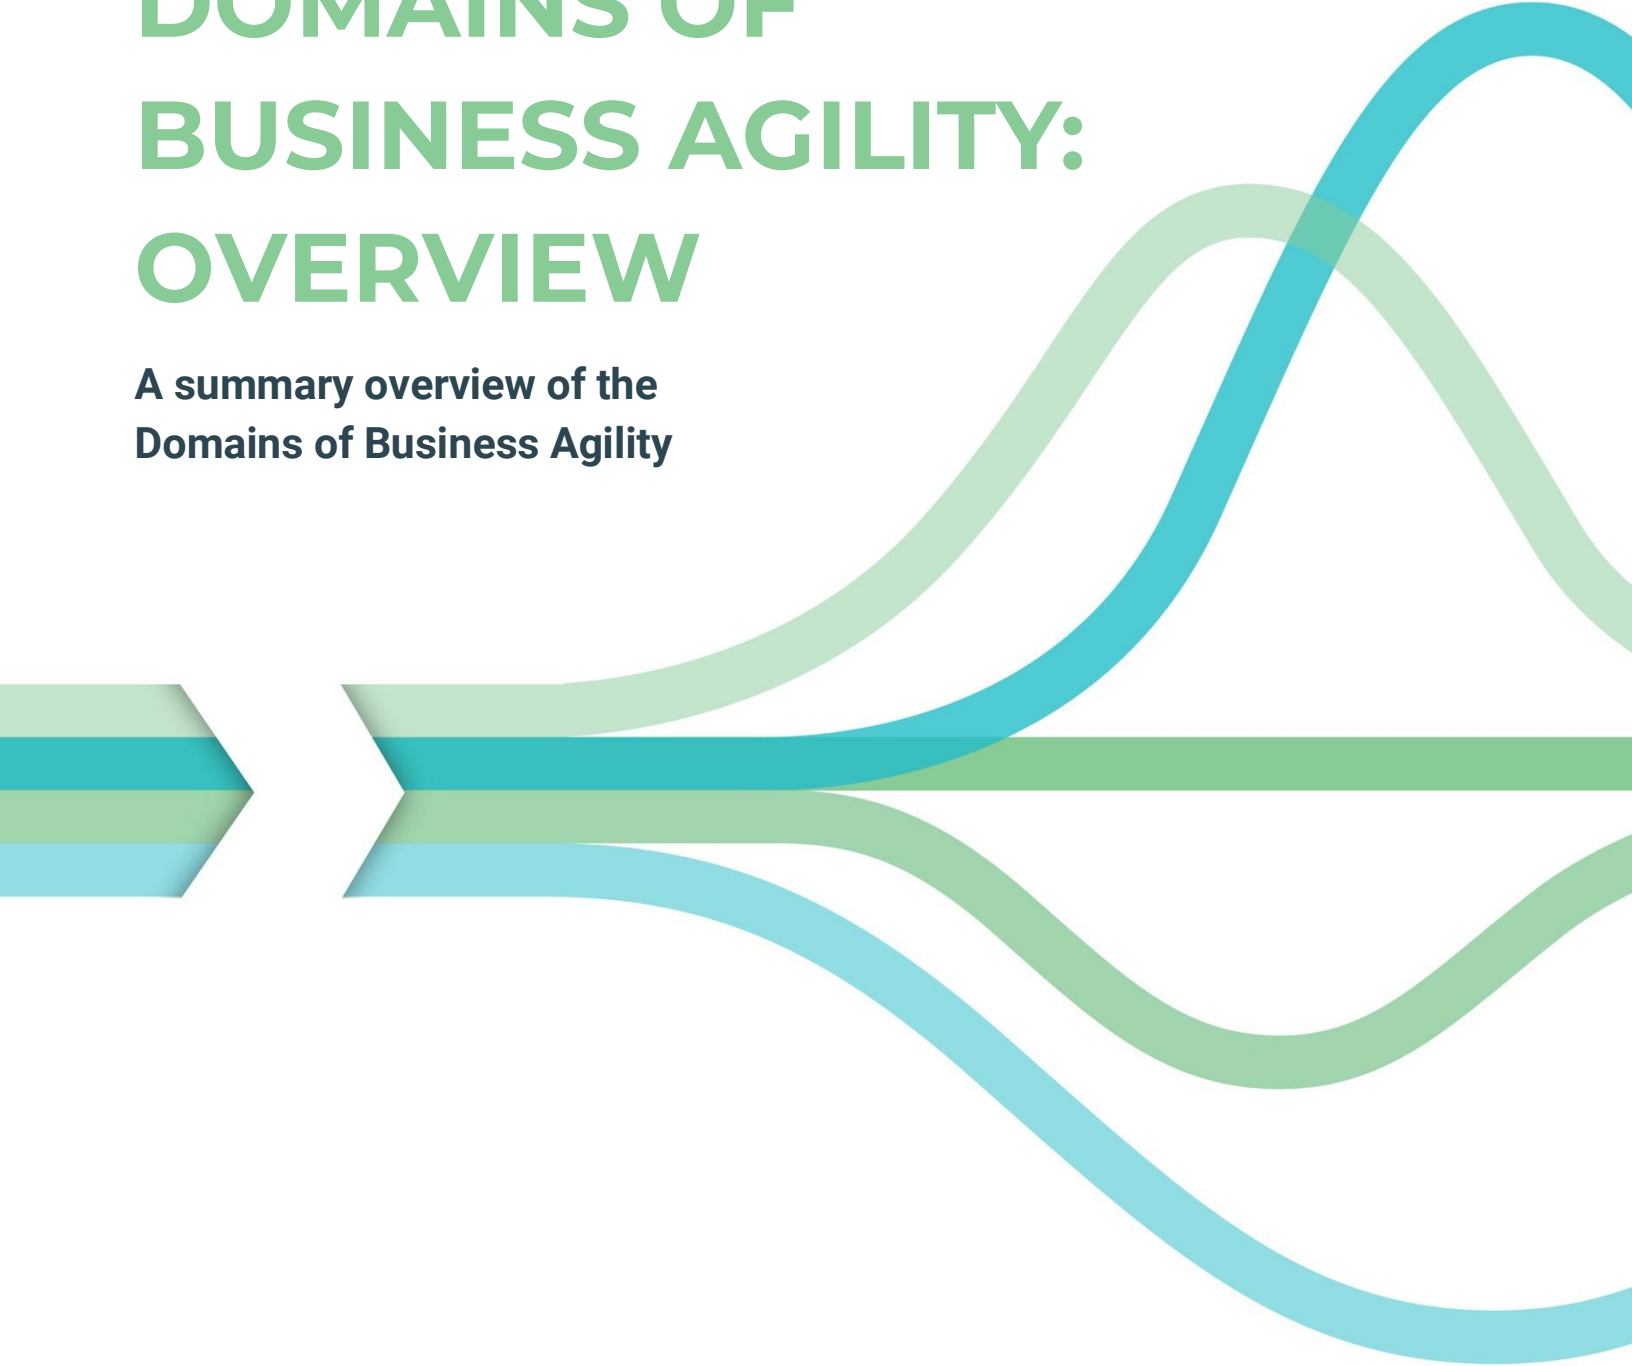 DOMAINS OF
BUSINESS AGILITY:
OVERVIEW
A summary overview of the
Domains of Business Agility